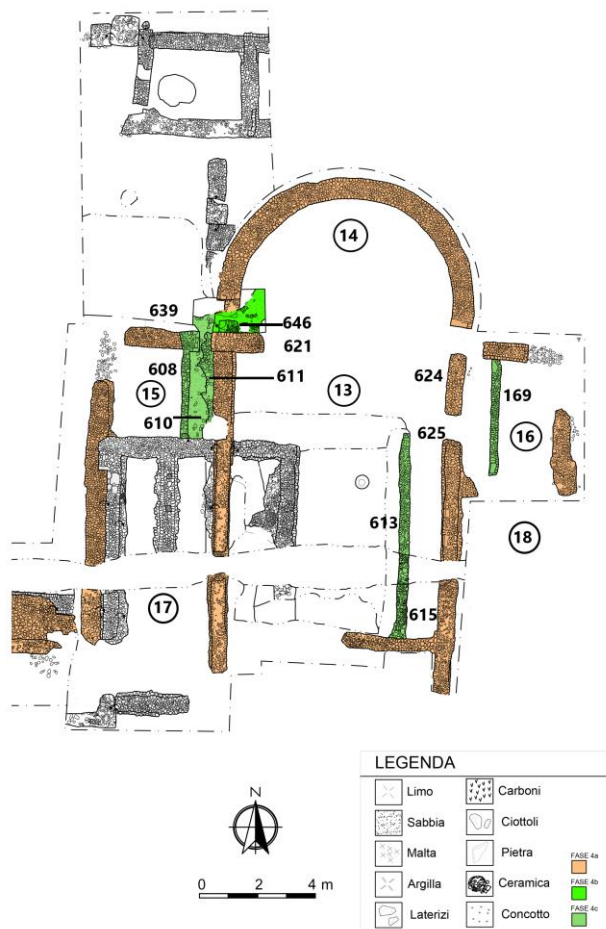 14
639
646
621
608
611
15
13
624
169
610
625
16
613
18
17
615
LEGENDA
Limo
Carboni
Sabbia
Ciottoli
Malta
Pietra
FASE 4a
Argilla
Ceramica
FASE 4b
Laterizi
Concotto
FASE 4c
N
0 2 4 m